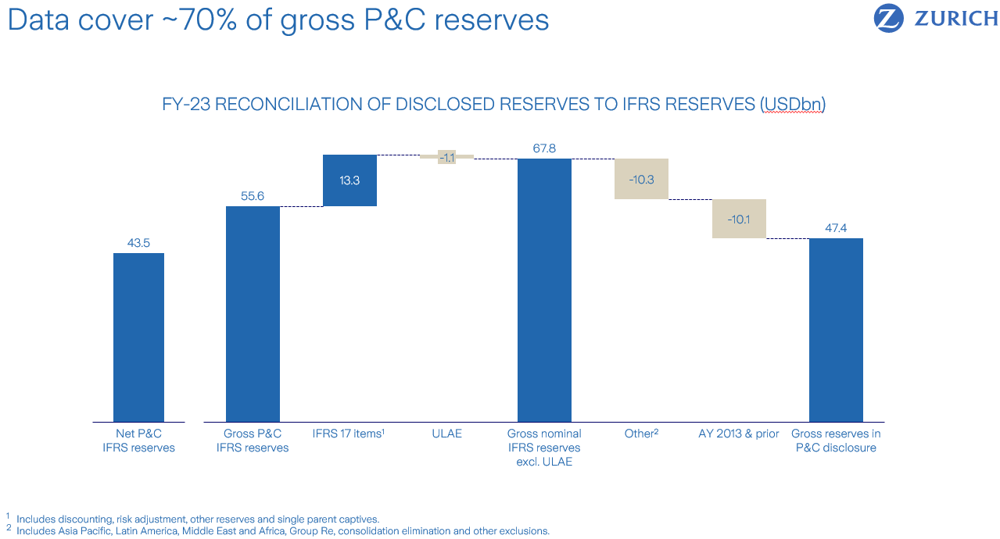 Data cover ~70% of gross P&C reserves
ZURICH
FY-23 RECONCILIATION OF DISCLOSED RESERVES TO IFRS RESERVES (USDbn)
43.5
55.6
13.3
-1.1
67.8
-10.3
-10.1
47.4
Net P&C
IFRS reserves
Gross P&C
IFRS reserves
IFRS 17 items¹
ULAE
Gross nominal
IFRS reserves
excl. ULAE
Other²
AY 2013 & prior
Gross reserves in
P&C disclosure
1 Includes discounting, risk adjustment, other reserves and single parent captives.
2 Includes Asia Pacific, Latin America, Middle East and Africa, Group Re, consolidation elimination and other exclusions.